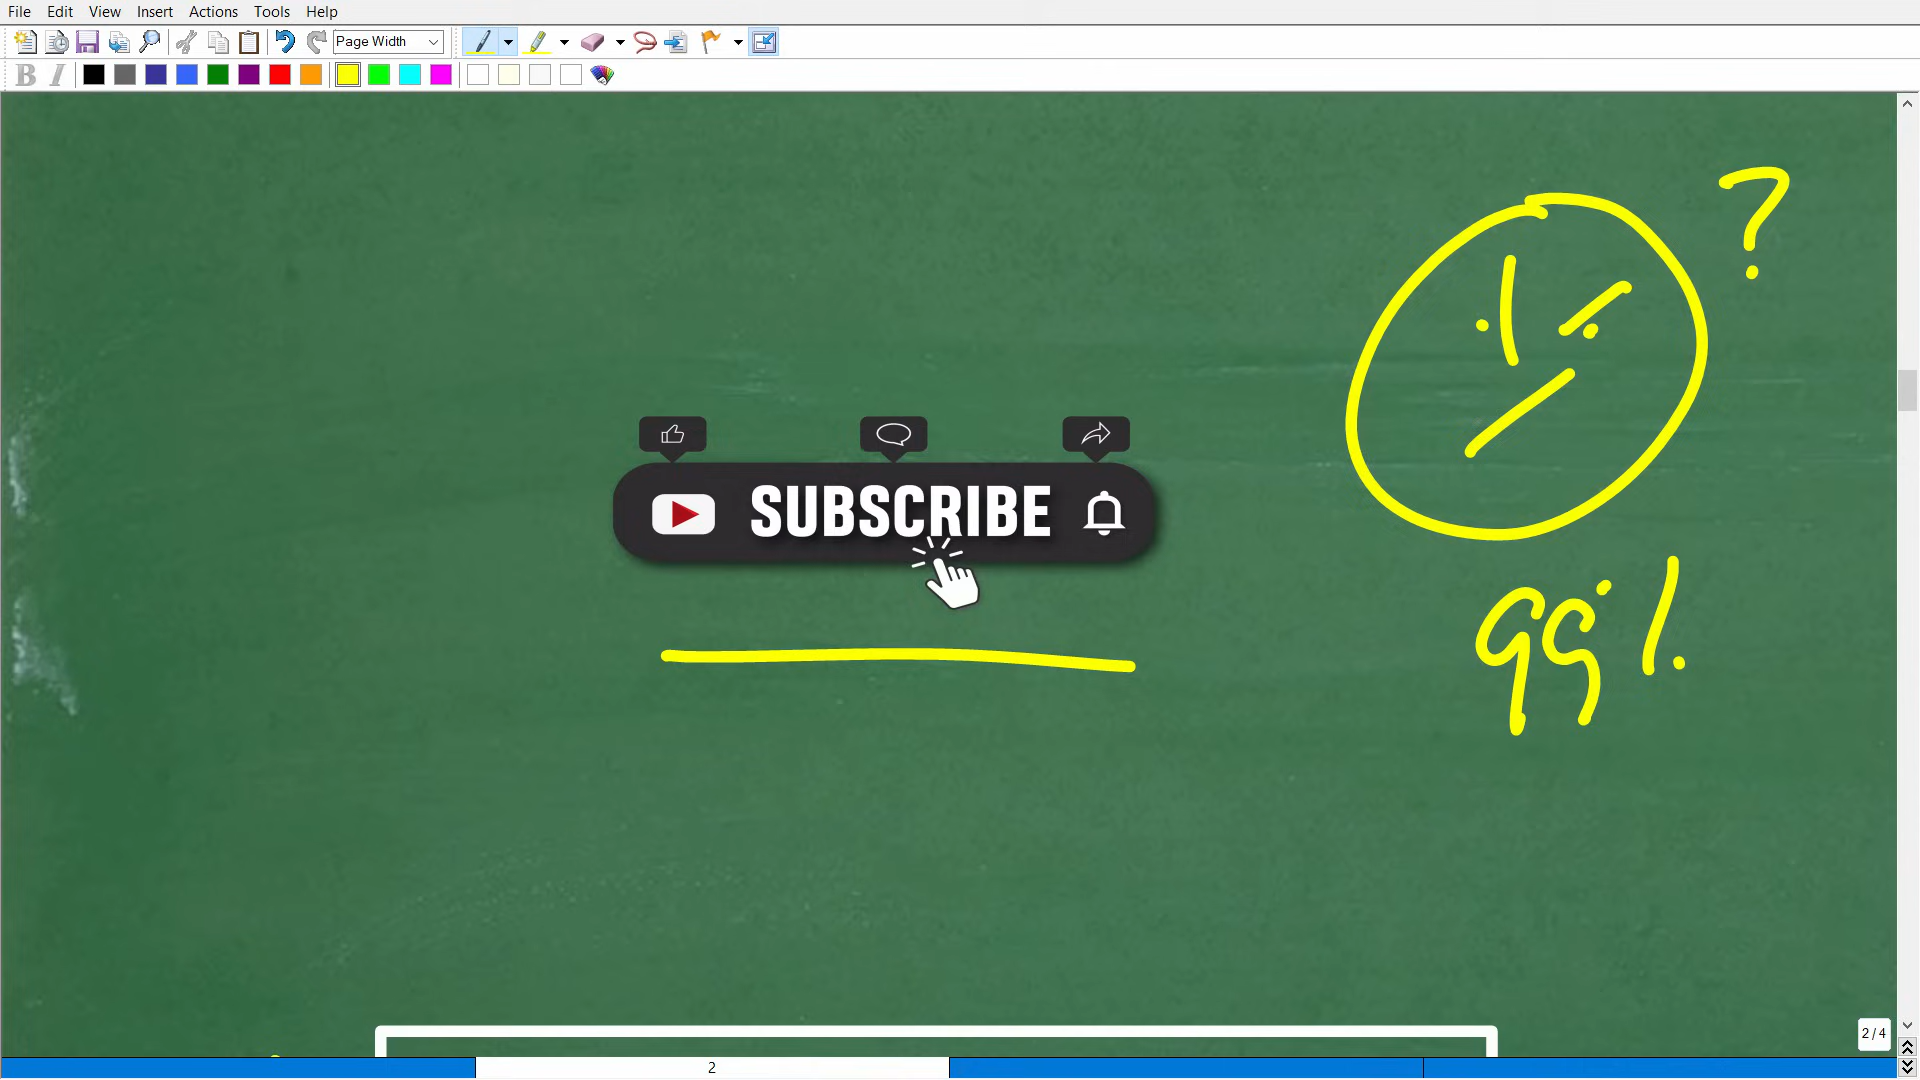 File Edit View Insert Actions Tools Help
Page Width
B I
?
SUBSCRIBE
99%
2 / 4
2